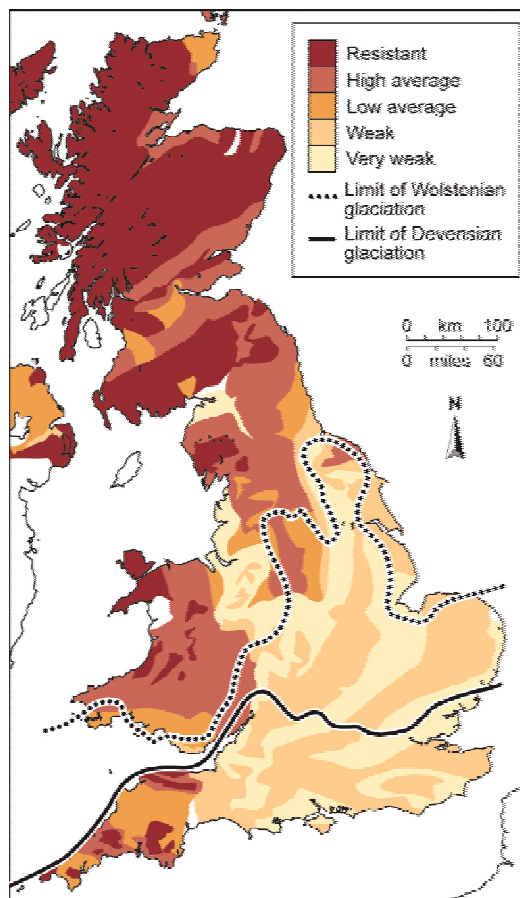 Resistant
High average
Low average
Weak
Very weak
Limit of Wolstonian
glaciation
Limit of Devensian
glaciation
0 km 100
0 miles 60
N